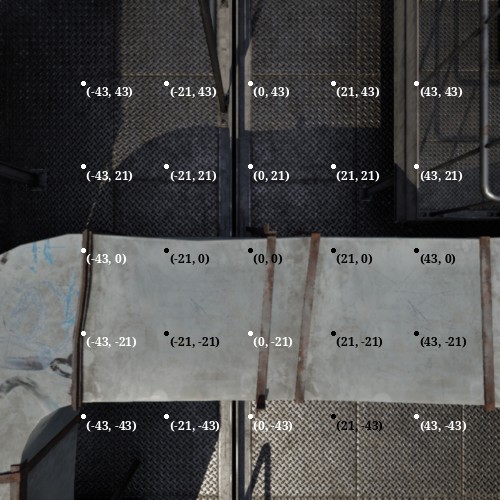 (-43, 43) (-21, 43) (0, 43) (21, 43) (43, 43)
(-43, 21) (-21, 21) (0, 21) (21, 21) (43, 21)
(-43, 0) (-21, 0) (0, 0) (21, 0) (43, 0)
(-43, -21) (-21, -21) (0, -21) (21, -21) (43, -21)
(-43, -43) (-21, -43) (0, -43) (21, -43) (43, -43)